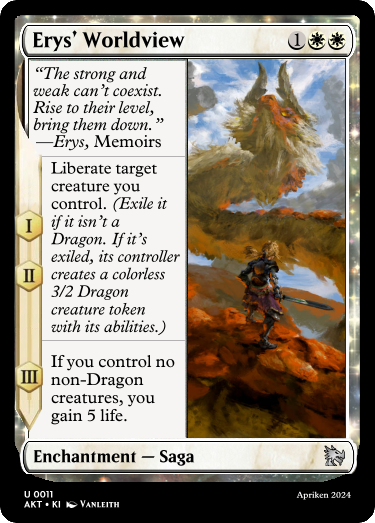 Erys' Worldview 1
“The strong and
weak can't coexist.
Rise to their level,
bring them down.”
—Erys, Memoirs
Liberate target
creature you
control. (Exile it
if it isn't a
Dragon. If it's
exiled, its controller
creates a colorless
3/2 Dragon
creature token
with its abilities.)
I
II
III
If you control no
non-Dragon
creatures, you
gain 5 life.
Enchantment — Saga
U 0011
AKT • KI Vanleith
Apriken 2024